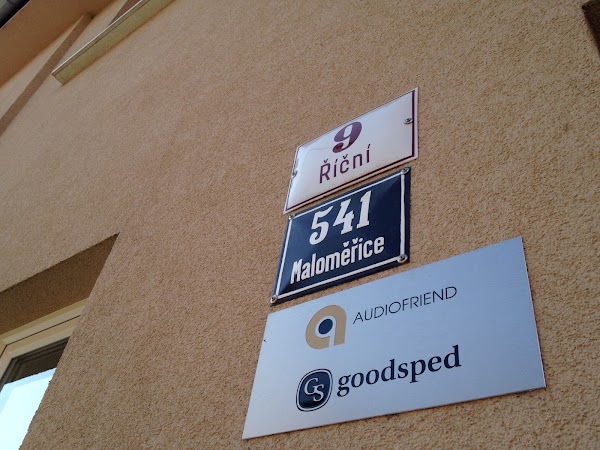 9
Říční
541
Maloměřice
AUDIOFRIEND
GS goodsped